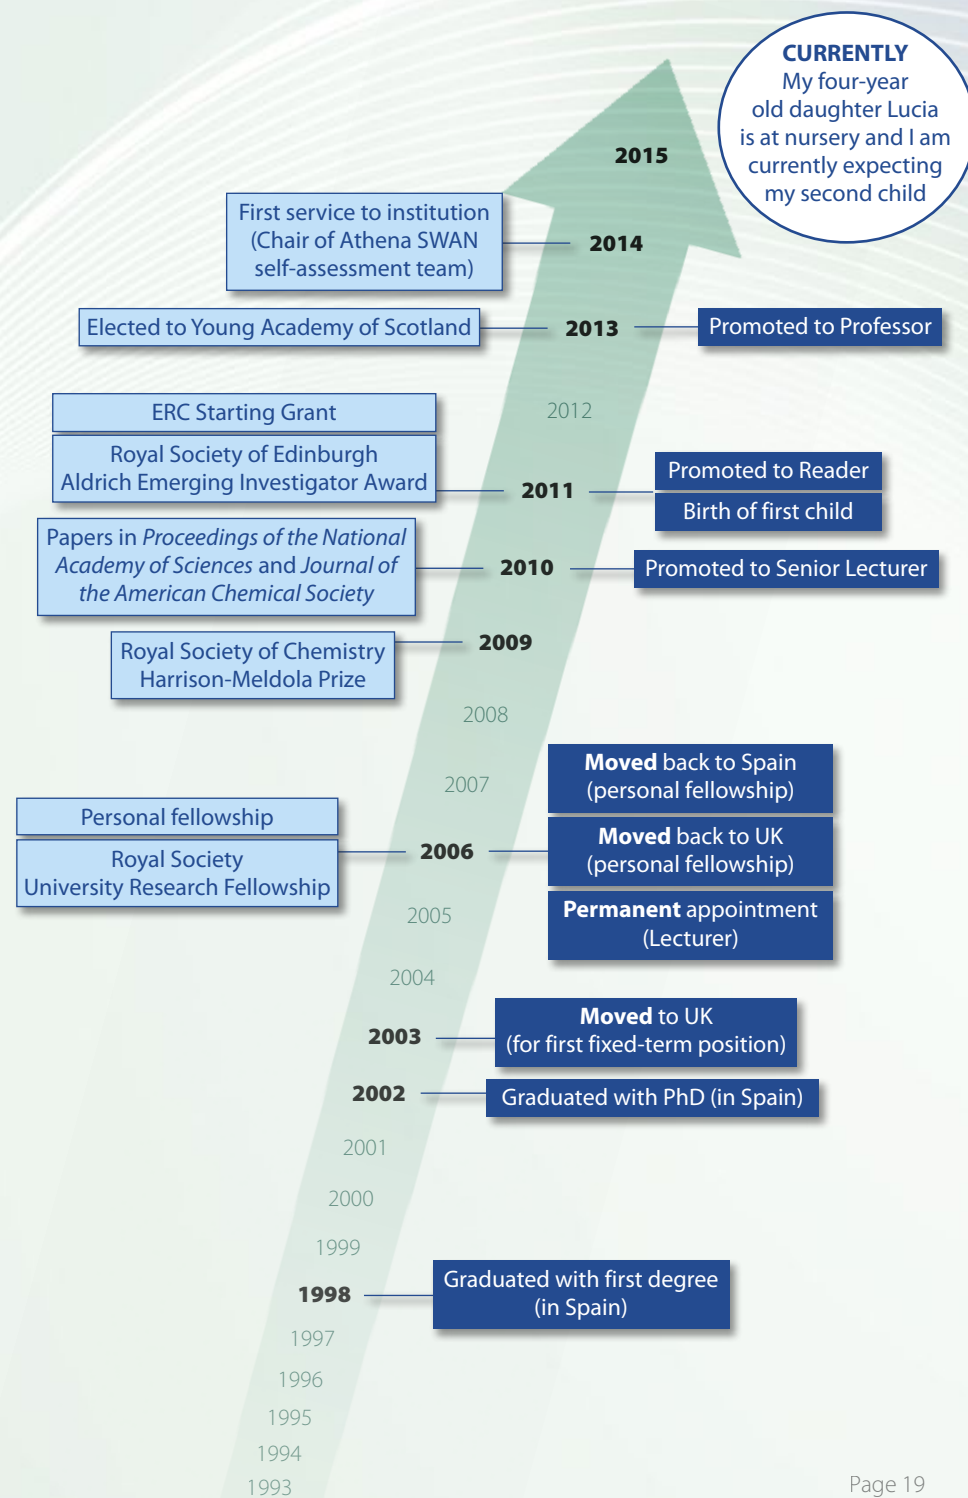 CURRENTLY
My four-year
old daughter Lucia
is at nursery and I am
currently expecting
my second child
2015
First service to institution
(Chair of Athena SWAN
self-assessment team)
2014
Elected to Young Academy of Scotland
2013
Promoted to Professor
ERC Starting Grant
2012
Royal Society of Edinburgh
Aldrich Emerging Investigator Award
2011
Promoted to Reader
Birth of first child
Papers in Proceedings of the National
Academy of Sciences and Journal of
the American Chemical Society
2010
Promoted to Senior Lecturer
Royal Society of Chemistry
Harrison-Meldola Prize
2009
2008
2007
Moved back to Spain
(personal fellowship)
Personal fellowship
Royal Society
University Research Fellowship
2006
Moved back to UK
(personal fellowship)
Permanent appointment
(Lecturer)
2005
2004
2003
Moved to UK
(for first fixed-term position)
2002
Graduated with PhD (in Spain)
2001
2000
1999
1998
Graduated with first degree
(in Spain)
1997
1996
1995
1994
1993
Page 19